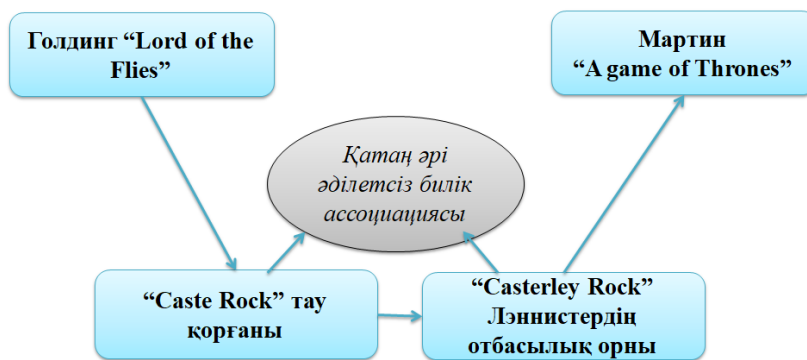 Голдинг “Lord of the
Flies”
Мартин
“A game of Thrones”
Қатаң әрі
әділетсіз билік
ассоциациясы
“Caste Rock” тау
қорғаны
“Casterley Rock”
Лэннистердің
отбасылық орны